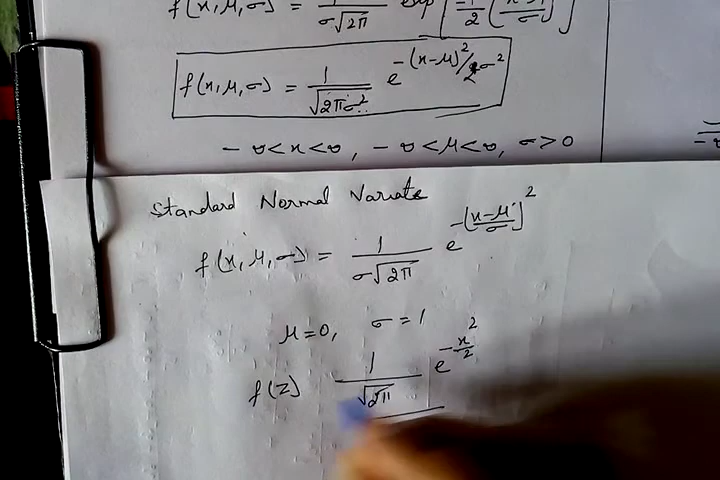 f(x, μ, σ) = 1/(σ√2π) exp[-1/2 (
f(x, μ, σ) = 1/√(2πσ²) e^(-(x-μ)²/2σ²)
- ∞ < x < ∞, - ∞ < μ < ∞, σ > 0
Standard Normal Variate
f(x, μ, σ) = 1/(σ√2π) e^(-[(x-μ)/σ]²)
μ = 0, σ = 1
f(z) 1/√2π e^(-x²/2)